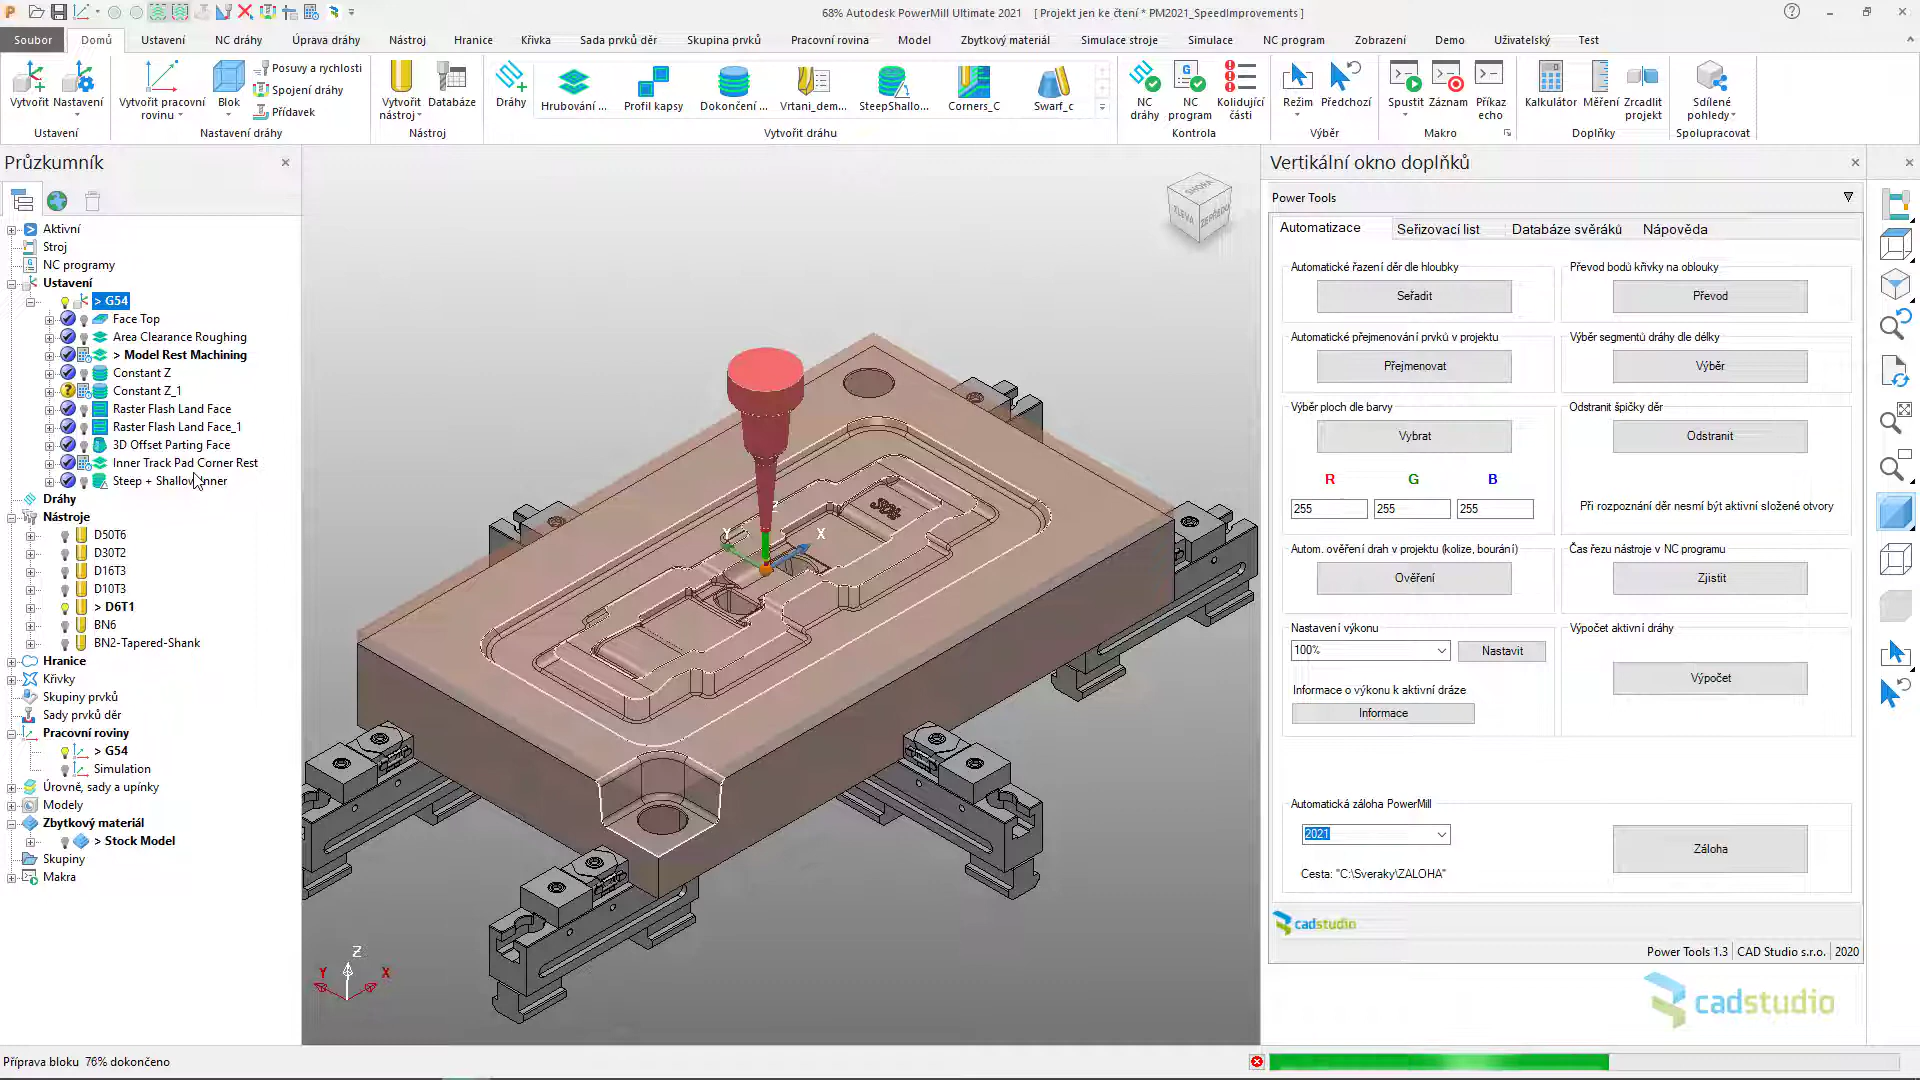 68% Autodesk PowerMill Ultimate 2021 [ Projekt jen ke čtení * PM2021_SpeedImprovements ]
Soubor Domů Ustavení NC dráhy Úprava dráhy Nástroj Hranice Křivka Sada prvků děr Skupina prvků Pracovní rovina Model Zbytkový materiál Simulace stroje Simulace NC program Zobrazení Demo Uživatelský Test
Vytvořit Nastavení
Ustavení
Vytvořit pracovní rovinu
Blok
Posuvy a rychlosti
Spojení dráhy
Přídavek
Nastavení dráhy
Vytvořit nástroj
Databáze
Nástroj
Dráhy
Hrubování ...
Profil kapsy
Dokončení ...
Vrtani_dem...
SteepShallo...
Corners_C
Swarf_c
Vytvořit dráhu
NC dráhy
NC program
Kolidující části
Kontrola
Režim
Předchozí
Výběr
Spustit
Záznam
Příkaz echo
Makro
Kalkulátor
Měření
Zrcadlit projekt
Doplňky
Sdílené pohledy
Spolupracovat
Průzkumník
Aktivní
Stroj
NC programy
Ustavení
> G54
Face Top
Area Clearance Roughing
> Model Rest Machining
Constant Z
Constant Z_1
Raster Flash Land Face
Raster Flash Land Face_1
3D Offset Parting Face
Inner Track Pad Corner Rest
Steep + Shallow Inner
Dráhy
Nástroje
D50T6
D30T2
D16T3
D10T3
> D6T1
BN6
BN2-Tapered-Shank
Hranice
Křivky
Skupiny prvků
Sady prvků děr
Pracovní roviny
> G54
Simulation
Úrovně, sady a upínky
Modely
Zbytkový materiál
> Stock Model
Skupiny
Makra
SHORA
ZLEVA
ZEPŘEDU
Y
X
Z
Y
X
Vertikální okno doplňků
Power Tools
Automatizace Seřizovací list Databáze svěráků Nápověda
Automatické řazení děr dle hloubky
Seřadit
Převod bodů křivky na oblouky
Převod
Automatické přejmenování prvků v projektu
Přejmenovat
Výběr segmentů dráhy dle délky
Výběr
Výběr ploch dle barvy
Vybrat
Odstranit špičky děr
Odstranit
R G B
255 255 255
Při rozpoznání děr nesmí být aktivní složené otvory
Autom. ověření drah v projektu (kolize, bourání)
Ověření
Čas řezu nástroje v NC programu
Zjistit
Nastavení výkonu
100%
Nastavit
Výpočet aktivní dráhy
Výpočet
Informace o výkonu k aktivní dráze
Informace
Automatická záloha PowerMill
2021
Záloha
Cesta: "C:\Sveraky\ZALOHA"
cadstudio
Power Tools 1.3 CAD Studio s.r.o. 2020
cadstudio
Příprava bloku 76% dokončeno